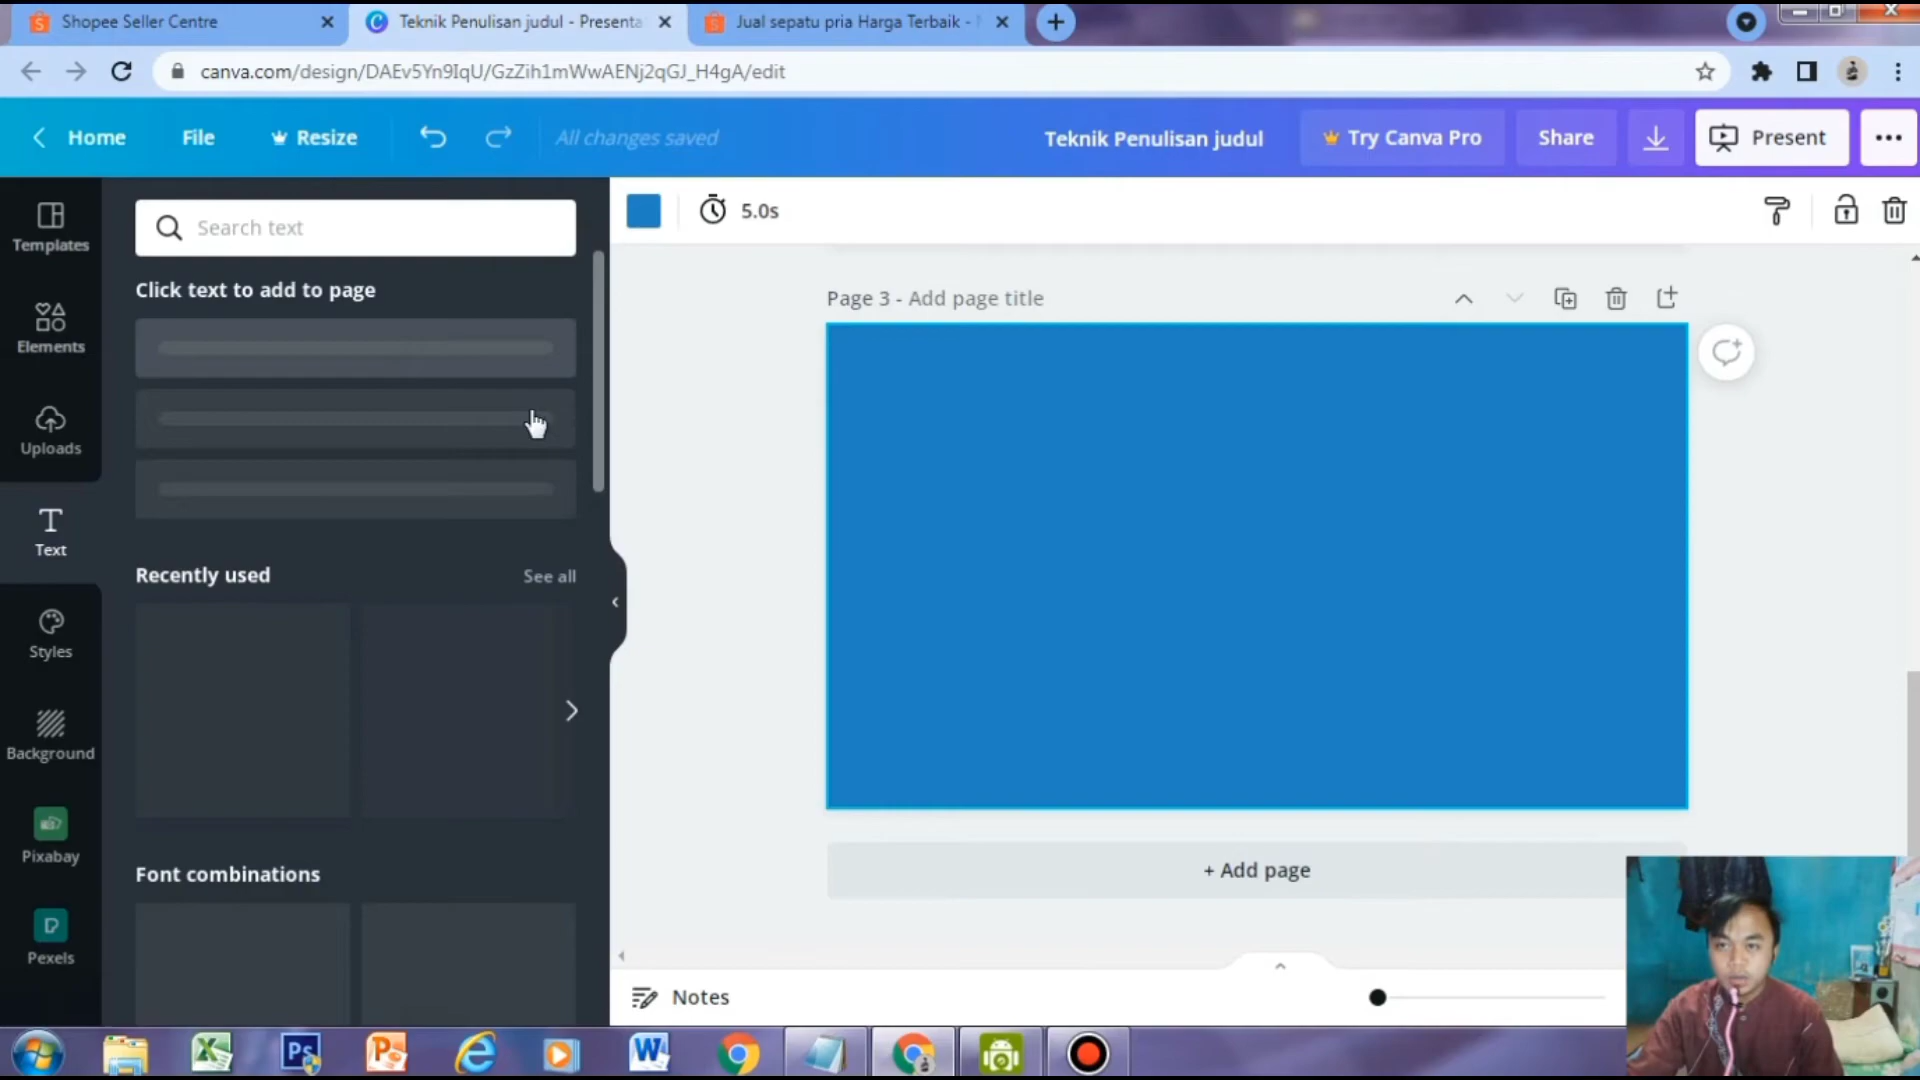 Shopee Seller Centre
Teknik Penulisan judul - Presenta
Jual sepatu pria Harga Terbaik -
canva.com/design/DAEv5Yn9IqU/GzZih1mWwAENj2qGJ_H4gA/edit
Home
File
Resize
All changes saved
Teknik Penulisan judul
Try Canva Pro
Share
Present
Templates
Elements
Uploads
Text
Styles
Background
Pixabay
Pexels
Search text
Click text to add to page
Recently used
See all
Font combinations
5.0s
Page 3 - Add page title
+ Add page
Notes